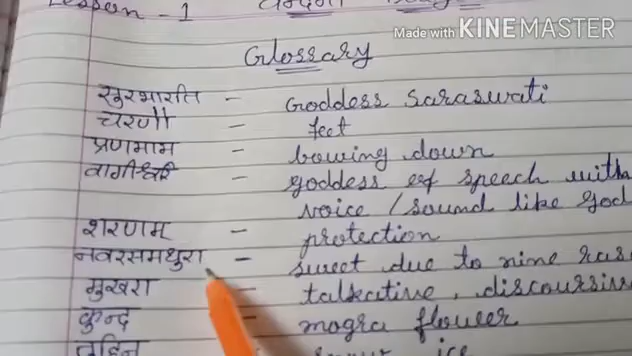 Lesson - 1 वन्दना
Made with KINEMASTER
Glossary
सुरभारति - Goddess Saraswati
चरणौ - feet
प्रणमाम - bowing down
वागीश्वरि - goddess of speech with a
voice / sound like God
शरणम् - protection
नवरसमधुरा - sweet due to nine ras
मुखरा - talkative, discoursive
कुन्द - mogra flower
तुहिन ice